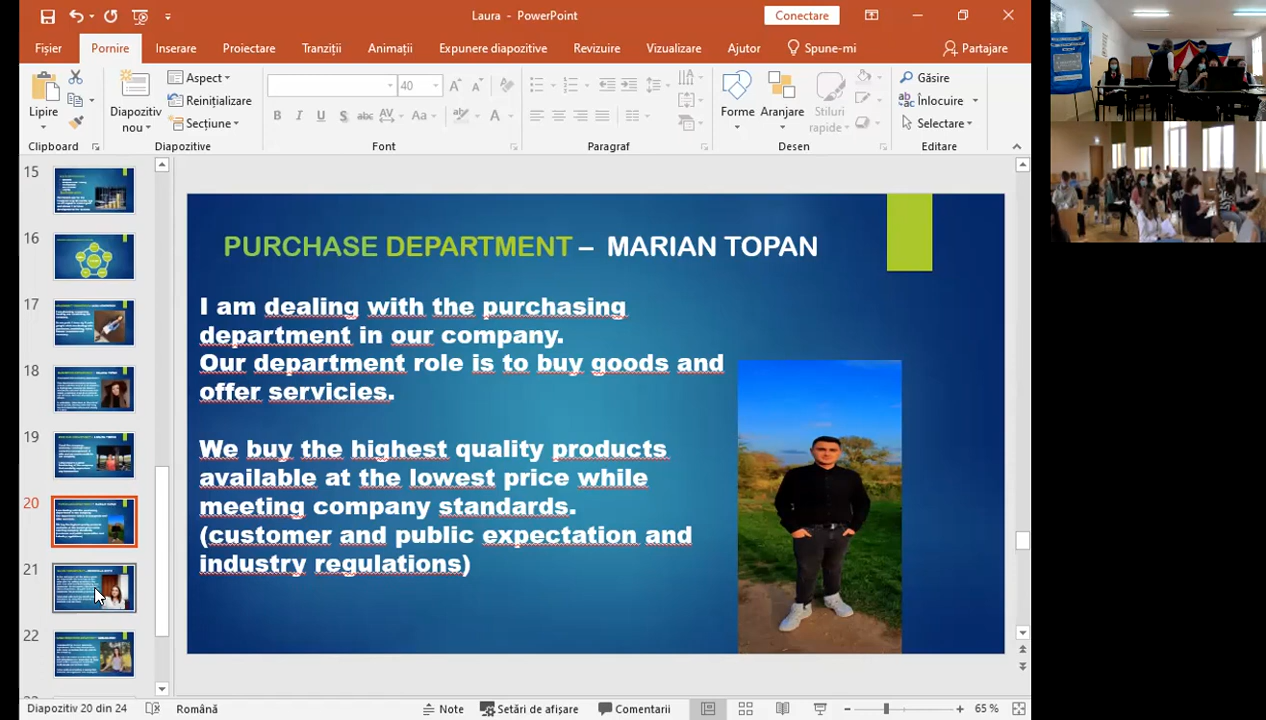 Laura - PowerPoint
Conectare
Fișier
Pornire
Inserare
Proiectare
Tranziții
Animații
Expunere diapozitive
Revizuire
Vizualizare
Ajutor
Spune-mi
Partajare
Lipire
Diapozitiv
nou
Aspect
Reinițializare
Secțiune
40
B I U S abc AV Aa A
Forme
Aranjare
Stiluri
rapide
Găsire
Înlocuire
Selectare
Clipboard
Diapozitive
Font
Paragraf
Desen
Editare
15
16
17
18
19
20
21
22
PURCHASE DEPARTMENT – MARIAN TOPAN
I am dealing with the purchasing
department in our company.
Our department role is to buy goods and
offer servicies.
We buy the highest quality products
available at the lowest price while
meeting company standards.
(customer and public expectation and
industry regulations)
Diapozitiv 20 din 24
Română
Note
Setări de afișare
Comentarii
65 %